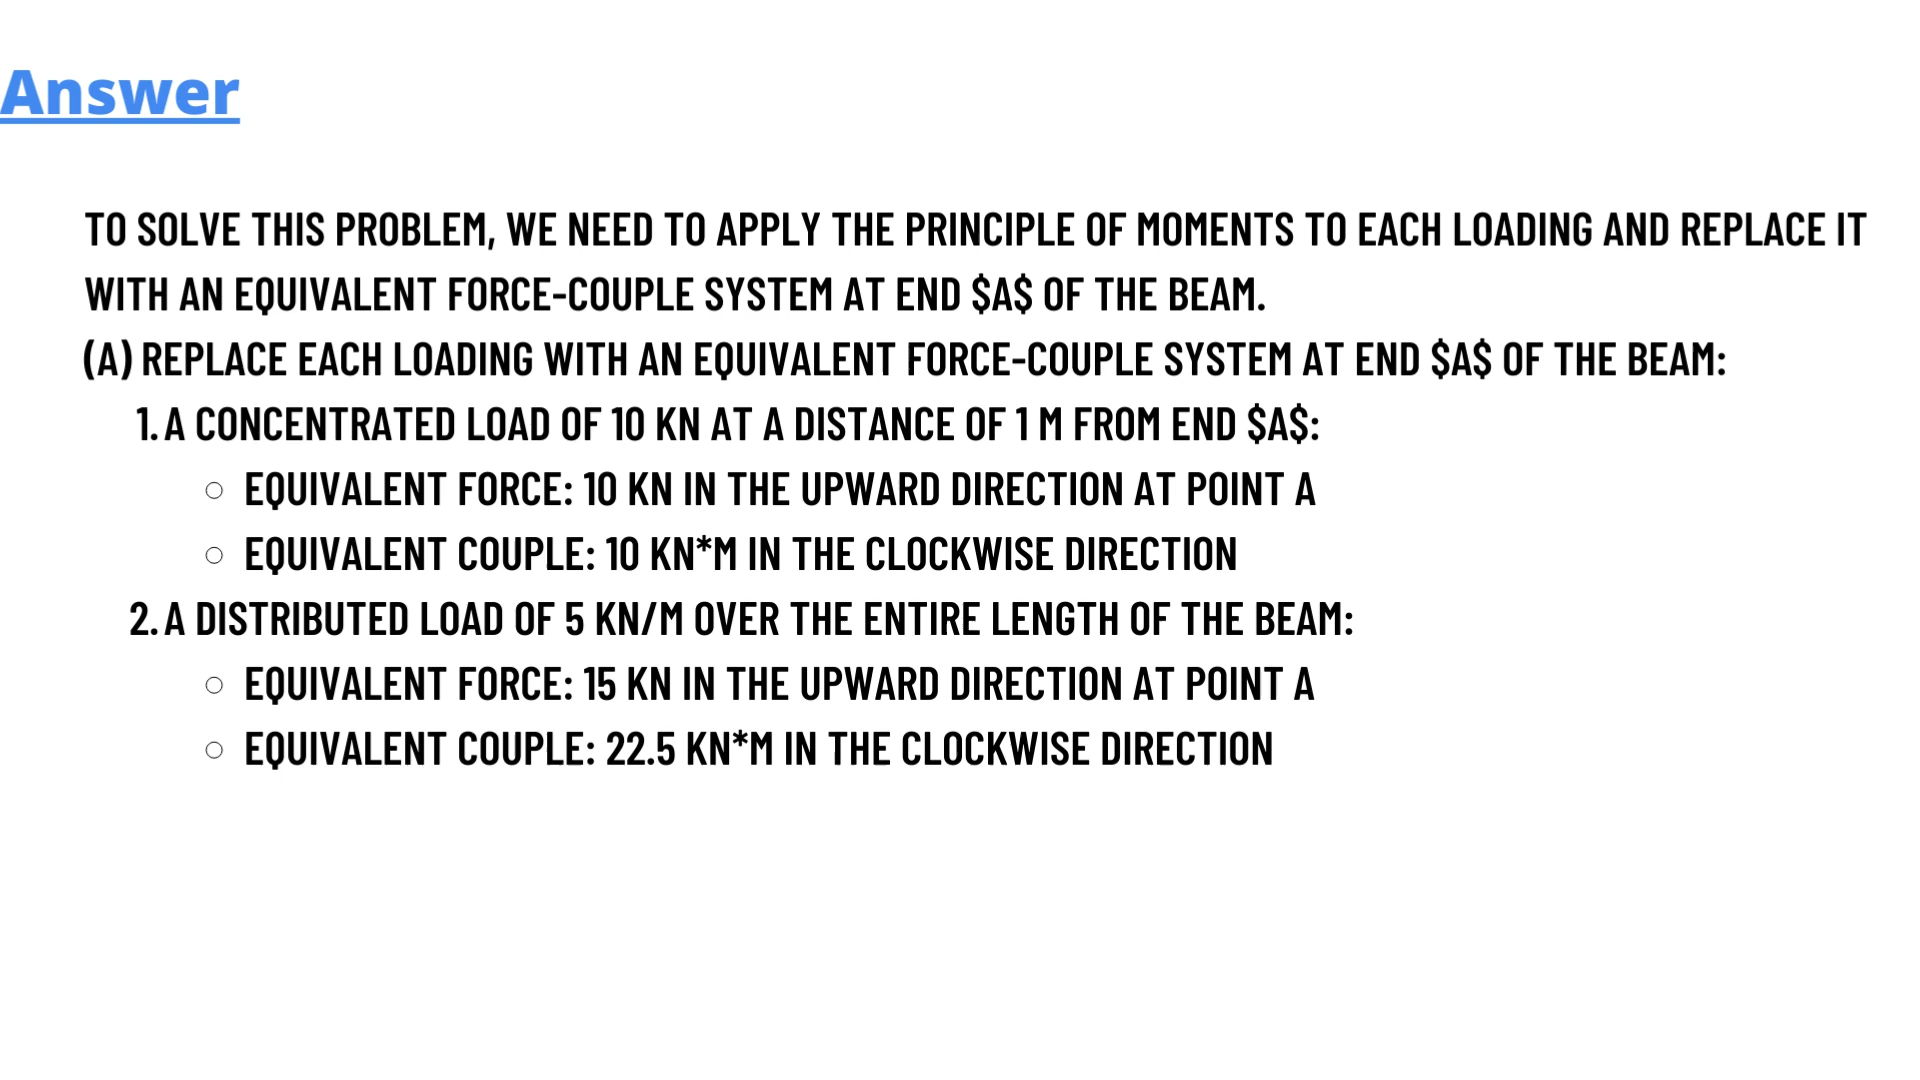 Answer
TO SOLVE THIS PROBLEM, WE NEED TO APPLY THE PRINCIPLE OF MOMENTS TO EACH LOADING AND REPLACE IT
WITH AN EQUIVALENT FORCE-COUPLE SYSTEM AT END $A$ OF THE BEAM.
(A) REPLACE EACH LOADING WITH AN EQUIVALENT FORCE-COUPLE SYSTEM AT END $A$ OF THE BEAM:
1. A CONCENTRATED LOAD OF 10 KN AT A DISTANCE OF 1 M FROM END $A$:
○ EQUIVALENT FORCE: 10 KN IN THE UPWARD DIRECTION AT POINT A
○ EQUIVALENT COUPLE: 10 KN*M IN THE CLOCKWISE DIRECTION
2. A DISTRIBUTED LOAD OF 5 KN/M OVER THE ENTIRE LENGTH OF THE BEAM:
○ EQUIVALENT FORCE: 15 KN IN THE UPWARD DIRECTION AT POINT A
○ EQUIVALENT COUPLE: 22.5 KN*M IN THE CLOCKWISE DIRECTION